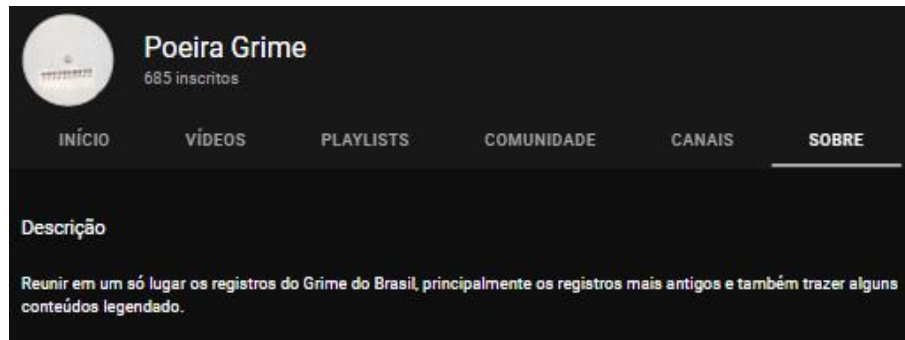 Poeira Grime
685 inscritos
INÍCIO VÍDEOS PLAYLISTS COMUNIDADE CANAIS SOBRE
Descrição
Reunir em um só lugar os registros do Grime do Brasil, principalmente os registros mais antigos e também trazer alguns
conteúdos legendado.